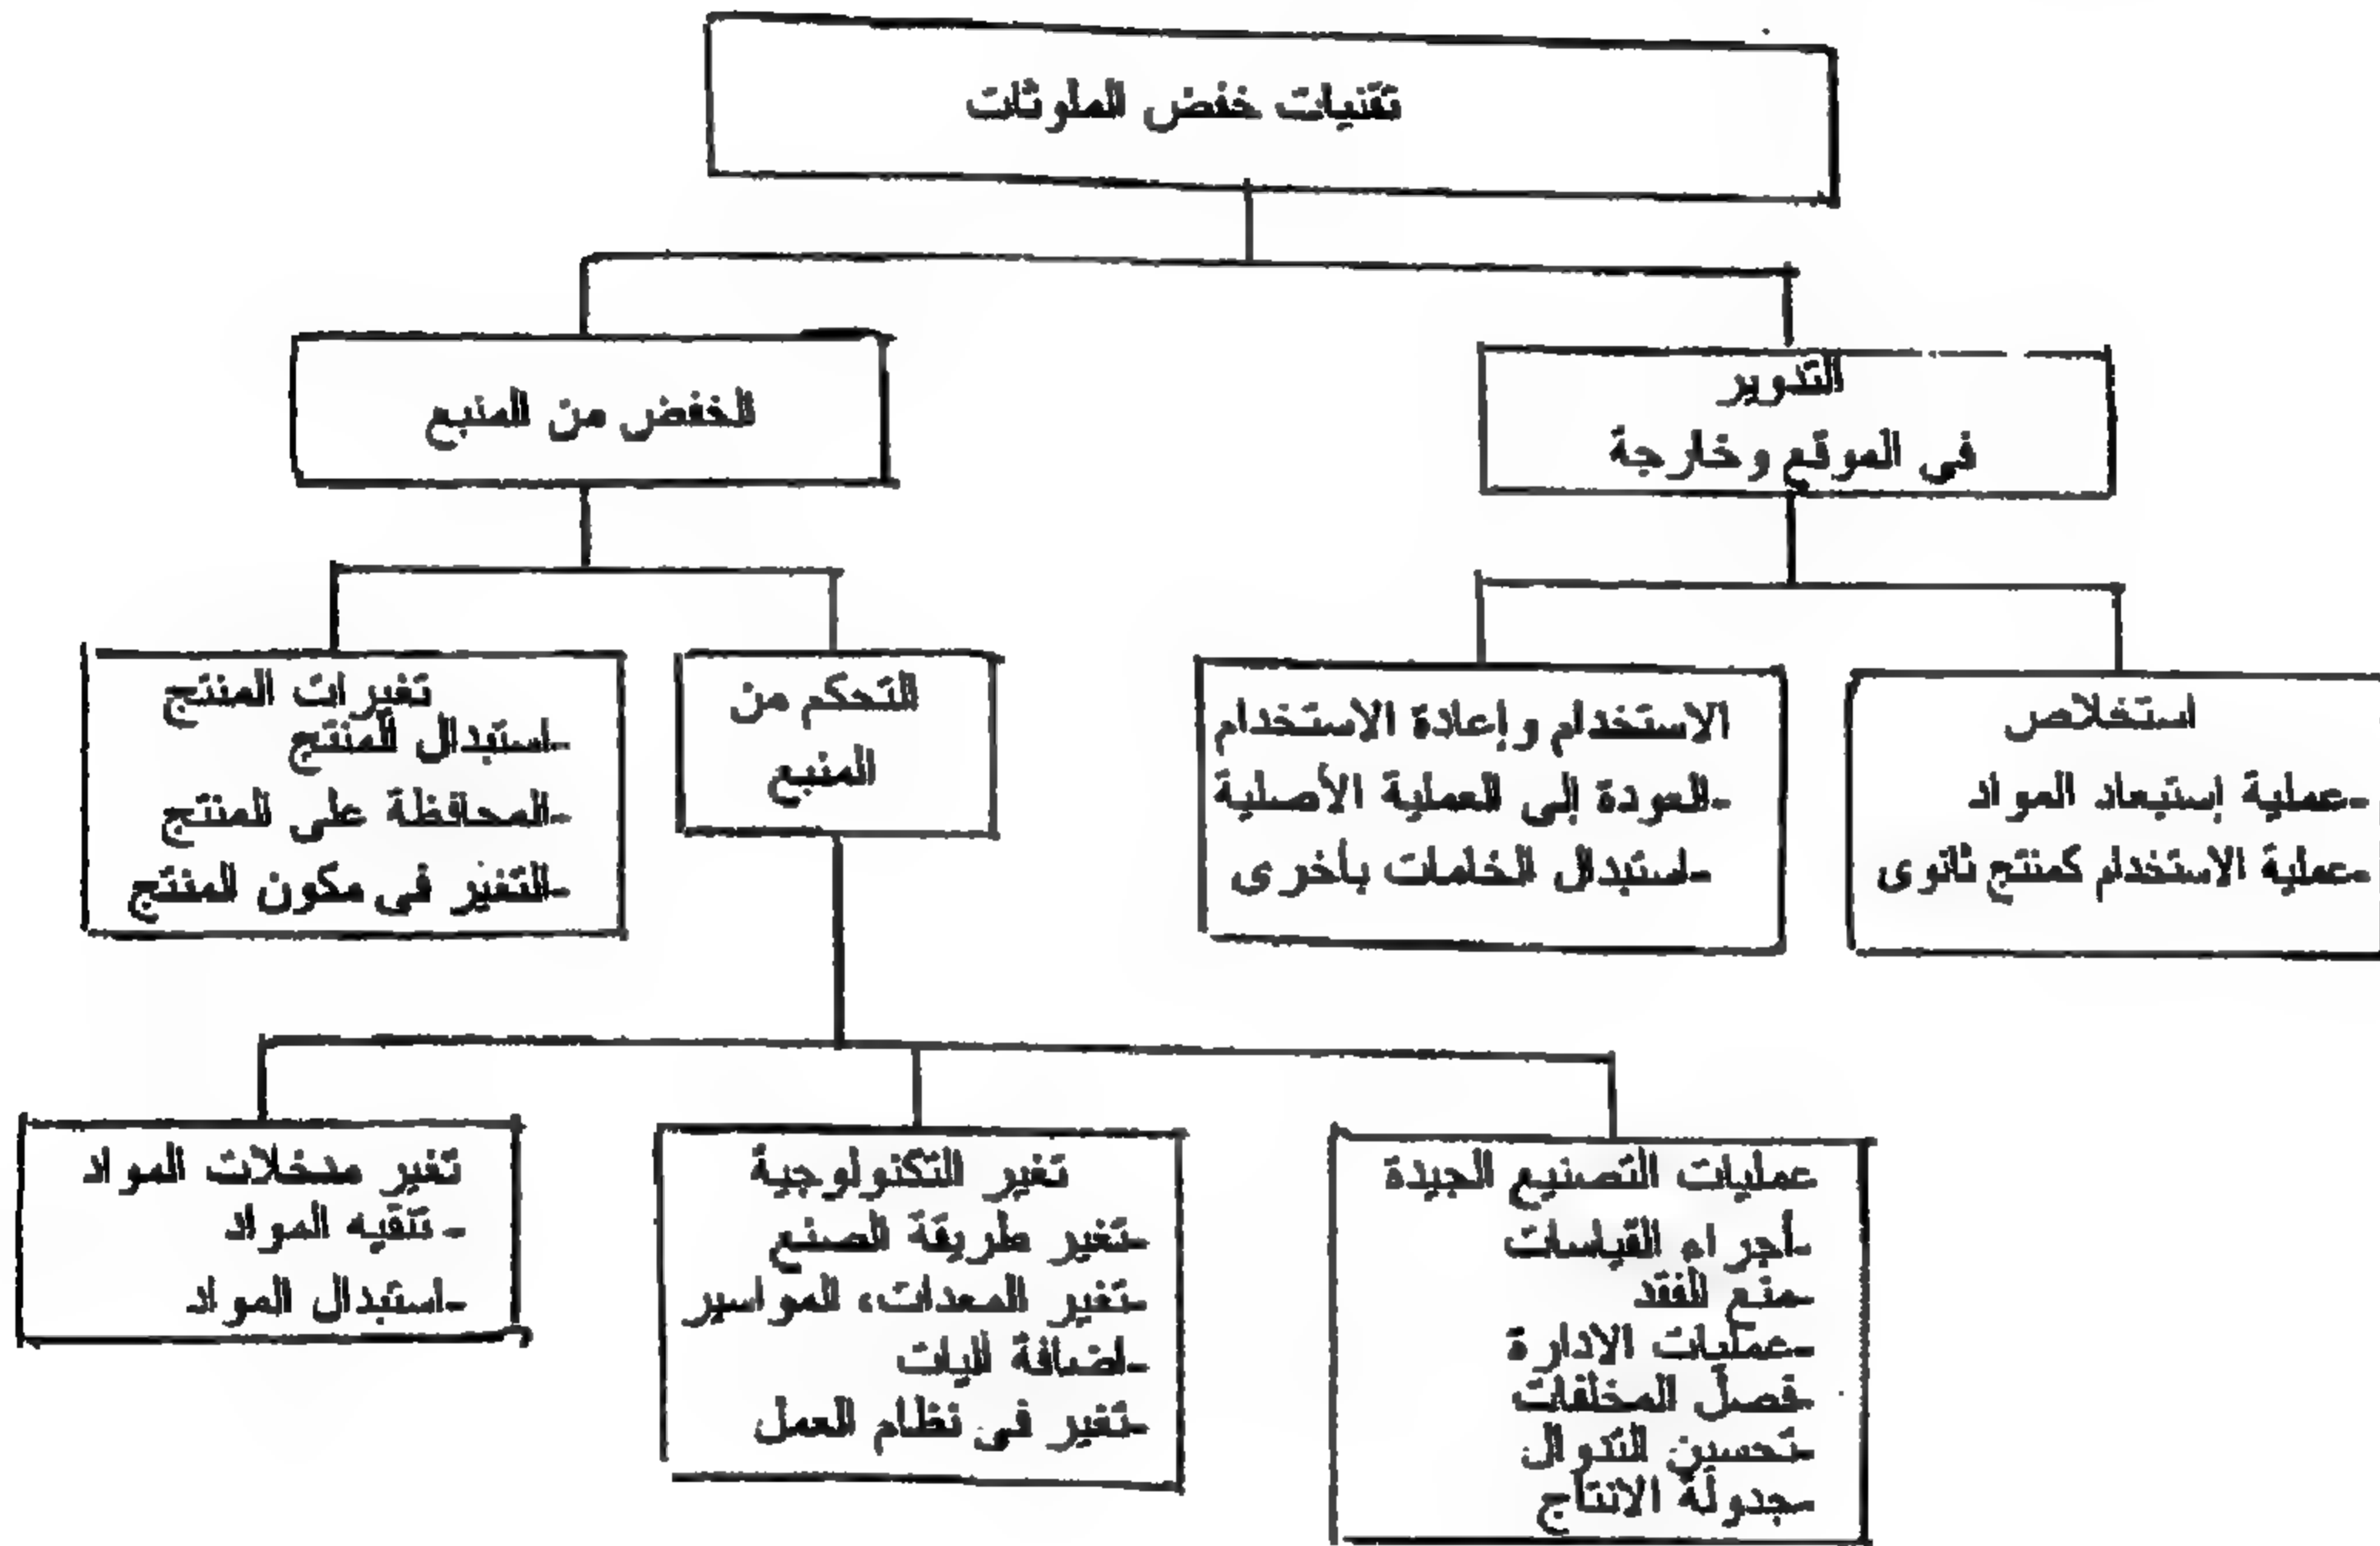 تقنيات خفض الملوثات
التدوير
فى الموقع وخارجة
الخفض من المنبع
استخلاص
-عملية إستبعاد المواد
-عملية الاستخدام كمنتج ثانوى
الاستخدام وإعادة الاستخدام
-العودة إلى العملية الأصلية
-استبدال الخامات بأخرى
التحكم من
المنبع
تغيرات المنتج
-استبدال المنتج
-المحافظة على المنتج
-التغير فى مكون المنتج
عمليات التصنيع الجيدة
-أجراء القياسات
-منع الفقد
-عمليات الادارة
-فصل المخلفات
-تحسين التدوال
-جدولة الانتاج
تغير التكنولوجية
-تغير طريقة الصنع
-تغير المعدات، المواسير
-اضافة اليات
-تغير فى نظام العمل
تغير مدخلات المواد
- تنقيه المواد
-استبدال المواد